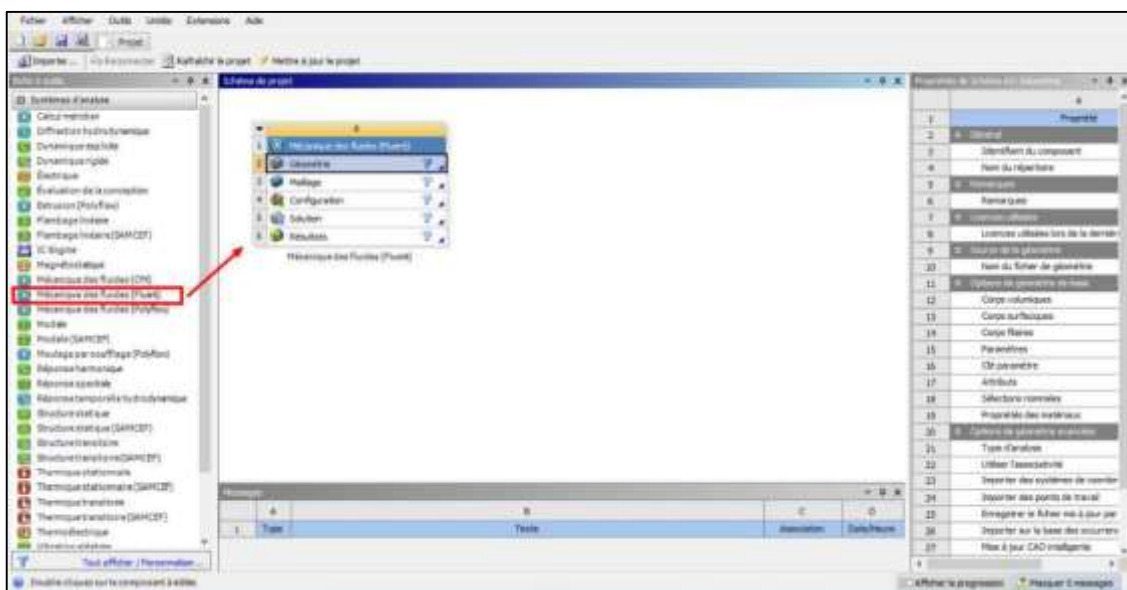 Fichier Afficher Outils Unités Extensions Aide
Projet
Importer... Reconnecter Rafraîchir le projet Mettre à jour le projet
Boîte à outils
Systèmes d'analyse
Calcul méridien
Diffraction hydrodynamique
Dynamique explicite
Dynamique rigide
Électrique
Évaluation de la conception
Extrusion (Polyflow)
Flambage linéaire
Flambage linéaire (SAMCEF)
IC Engine
Magnétostatique
Mécanique des fluides (CFX)
Mécanique des fluides (Fluent)
Mécanique des fluides (Polyflow)
Modale
Modale (SAMCEF)
Moulage par soufflage (Polyflow)
Réponse harmonique
Réponse spectrale
Réponse temporelle hydrodynamique
Structure statique
Structure statique (SAMCEF)
Structure transitoire
Structure transitoire (SAMCEF)
Thermique stationnaire
Thermique stationnaire (SAMCEF)
Thermique transitoire
Thermique transitoire (SAMCEF)
Thermoélectrique
Vibration aléatoire
Tout afficher / Personnaliser...
Double-cliquez sur le composant à éditer.
Schéma de projet
A
1 Mécanique des fluides (Fluent)
2 Géométrie
3 Maillage
4 Configuration
5 Solution
6 Résultats
Mécanique des fluides (Fluent)
Messages
A B C D
1 Type Texte Association Date/Heure
Propriétés de Schéma A2: Géométrie
A
1 Propriété
2 Général
3 Identifiant du composant
4 Nom du répertoire
5 Remarques
6 Remarques
7 Licences utilisées
8 Licences utilisées lors de la dernièr
9 Source de la géométrie
10 Nom du fichier de géométrie
11 Options de géométrie de base
12 Corps volumiques
13 Corps surfaciques
14 Corps filaires
15 Paramètres
16 Clé paramètre
17 Attributs
18 Sélections nommées
19 Propriétés des matériaux
20 Options de géométrie avancées
21 Type d'analyse
22 Utiliser l'associativité
23 Importer des systèmes de coordon
24 Importer des points de travail
25 Enregistrer le fichier mis à jour par
26 Importer sur la base des occurrenc
27 Mise à jour CAO intelligente
Afficher la progression Masquer 0 messages